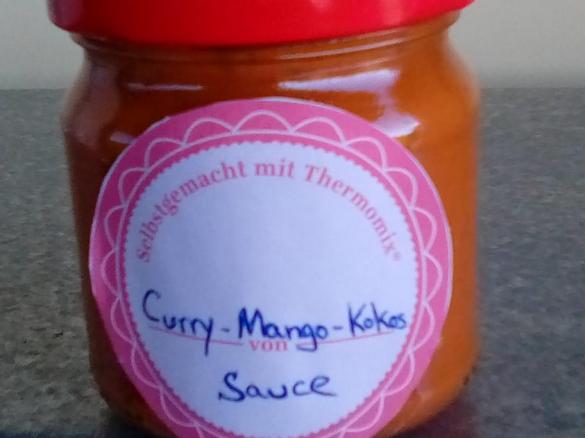 Selbstgemacht mit Thermomix®
Curry-Mango-Kokos
von
Sauce